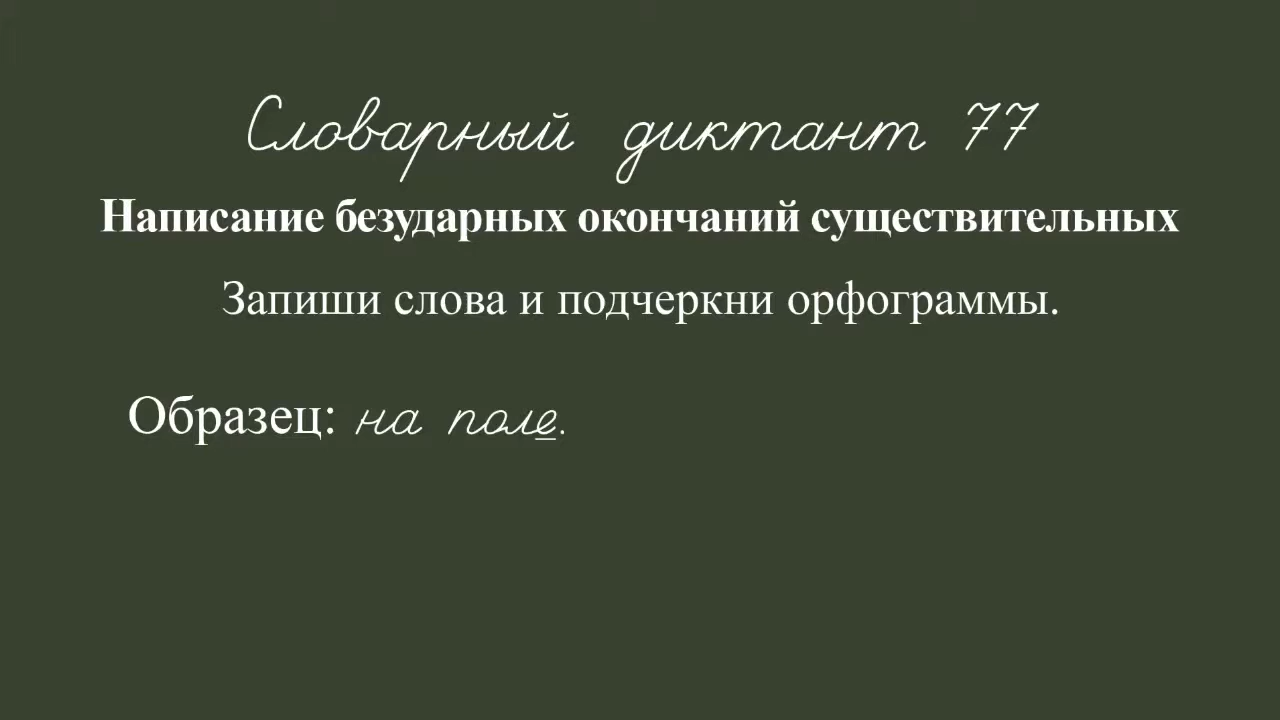 Словарный диктант 77
Написание безударных окончаний существительных
Запиши слова и подчеркни орфограммы.
Образец: на поле.